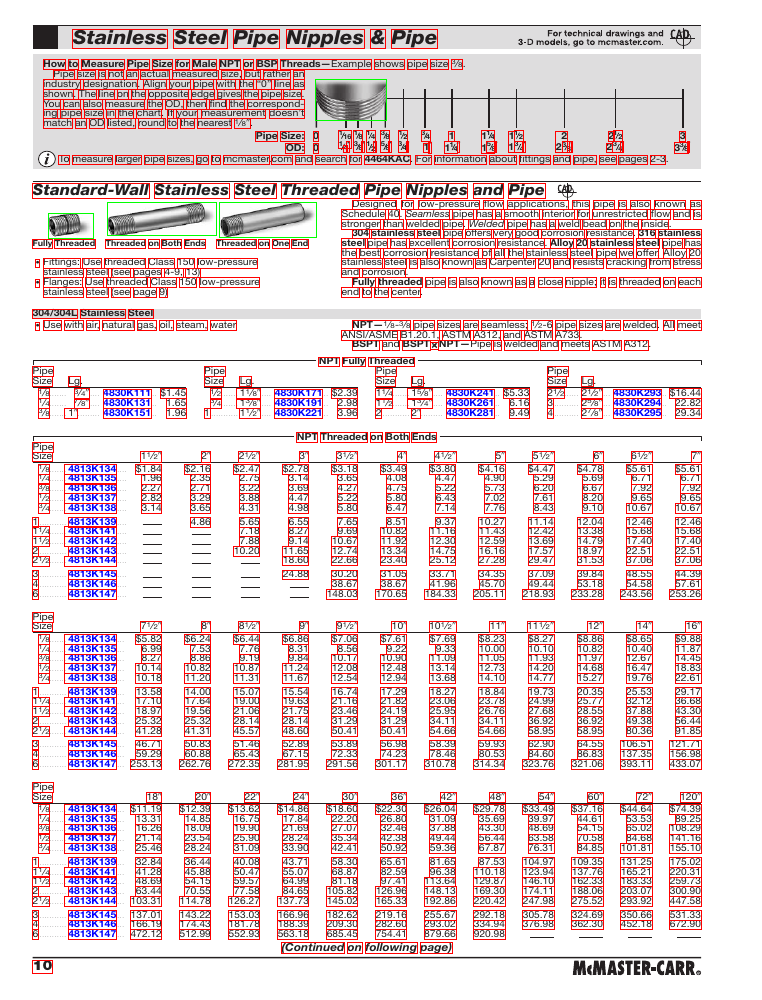 Stainless Steel Pipe Nipples & Pipe
For technical drawings and
3-D models, go to mcmaster.com.
CAD
How to Measure Pipe Size for Male NPT or BSP Threads—Example shows pipe size 3/8.
Pipe size is not an actual measured size, but rather an
industry designation. Align your pipe with the "0" line as
shown. The line on the opposite edge gives the pipe size.
You can also measure the OD, then find the correspond-
ing pipe size in the chart. If your measurement doesn't
match an OD listed, round to the nearest 1/8".
Pipe Size: 0 1/16 1/8 1/4 3/8 1/2 3/4 1 1 1/4 1 1/2 2 2 1/2 3
To measure larger pipe sizes, go to mcmaster.com and search for 4464KAC. For information about fittings and pipe, see pages 2-3.
Standard-Wall Stainless Steel Threaded Pipe Nipples and Pipe
CAD
Fully Threaded
Threaded on Both Ends
Threaded on One End
• Fittings: Use threaded Class 150 low-pressure
stainless steel (see pages 4-9, 13)
• Flanges: Use threaded Class 150 low-pressure
stainless steel (see page 9)
Designed for low-pressure flow applications, this pipe is also known as
Schedule 40. Seamless pipe has a smooth interior for unrestricted flow and is
stronger than welded pipe. Welded pipe has a weld bead on the inside.
304 stainless steel pipe offers very good corrosion resistance. 316 stainless
steel pipe has excellent corrosion resistance. Alloy 20 stainless steel pipe has
the best corrosion resistance of all the stainless steel pipe we offer. Alloy 20
stainless steel is also known as Carpenter 20 and resists cracking from stress
and corrosion.
Fully threaded pipe is also known as a close nipple; it is threaded on each
end to the center.
304/304L Stainless Steel
• Use with air, natural gas, oil, steam, water
NPT—1/8-3/8 pipe sizes are seamless; 1/2-6 pipe sizes are welded. All meet
ANSI/ASME B1.20.1, ASTM A312, and ASTM A733.
BSPT and BSPT x NPT—Pipe is welded and meets ASTM A312.
NPT Fully Threaded
Pipe Size Lg. Pipe Size Lg. Pipe Size Lg. Pipe Size Lg.
1/8 3/4" 4830K111 $1.45 1/2 1 1/8" 4830K171 $2.39 1 1/4 1 5/8" 4830K241 $5.33 2 1/2 2 1/2" 4830K293 $16.44
1/4 7/8" 4830K131 1.65 3/4 1 3/8" 4830K191 2.98 1 1/2 1 3/4" 4830K261 6.16 3 2 5/8" 4830K294 22.82
3/8 1" 4830K151 1.96 1 1 1/2" 4830K221 3.96 2 2" 4830K281 9.49 4 2 7/8" 4830K295 29.34
NPT Threaded on Both Ends
Pipe
Size 1 1/2" 2" 2 1/2" 3" 3 1/2" 4" 4 1/2" 5" 5 1/2" 6" 6 1/2" 7"
1/8 4813K134 $1.84 $2.16 $2.47 $2.78 $3.18 $3.49 $3.80 $4.16 $4.47 $4.78 $5.61 $5.61
1/4 4813K135 1.96 2.35 2.75 3.14 3.65 4.08 4.47 4.90 5.29 5.69 6.71 6.71
3/8 4813K136 2.27 2.71 3.22 3.69 4.27 4.75 5.22 5.73 6.20 6.67 7.92 7.92
1/2 4813K137 2.82 3.29 3.88 4.47 5.22 5.80 6.43 7.02 7.61 8.20 9.65 9.65
3/4 4813K138 3.14 3.65 4.31 4.98 5.80 6.47 7.14 7.76 8.43 9.10 10.67 10.67
1 4813K139 — 4.86 5.65 6.55 7.65 8.51 9.37 10.27 11.14 12.04 12.46 12.46
1 1/4 4813K141 — — 7.18 8.27 9.69 10.82 11.16 11.43 12.42 13.38 15.68 15.68
1 1/2 4813K142 — — 7.88 9.14 10.67 11.92 12.30 12.59 13.69 14.79 17.40 17.40
2 4813K143 — — 10.20 11.65 12.74 13.34 14.75 16.16 17.57 18.97 22.51 22.51
2 1/2 4813K144 — — — 18.60 22.66 23.40 25.12 27.28 29.47 31.53 37.06 37.06
3 4813K145 — — — 24.88 30.20 31.05 33.71 34.35 37.09 39.84 48.55 44.39
4 4813K146 — — — — 38.67 38.67 41.96 45.70 49.44 53.18 54.58 57.61
6 4813K147 — — — — 148.03 170.65 184.33 205.11 218.93 233.28 243.56 253.26
Pipe
Size 7 1/2" 8" 8 1/2" 9" 9 1/2" 10" 10 1/2" 11" 11 1/2" 12" 14" 16"
1/8 4813K134 $5.82 $6.24 $6.44 $6.86 $7.06 $7.61 $7.69 $8.23 $8.27 $8.86 $8.65 $9.88
1/4 4813K135 6.99 7.53 7.76 8.31 8.56 9.22 9.33 10.00 10.10 10.82 10.40 11.87
3/8 4813K136 8.27 8.86 9.19 9.84 10.17 10.90 11.09 11.05 11.93 11.97 12.67 14.45
1/2 4813K137 10.14 10.82 10.87 11.24 12.08 12.48 13.14 12.73 14.20 14.68 16.47 18.83
3/4 4813K138 10.18 11.20 11.31 11.67 12.54 12.94 13.68 14.10 14.77 15.27 19.76 22.61
1 4813K139 13.58 14.00 15.07 15.54 16.74 17.29 18.27 18.84 19.73 20.35 25.53 29.17
1 1/4 4813K141 17.10 17.64 19.00 19.63 21.16 21.82 23.06 23.78 24.99 25.77 32.12 36.68
1 1/2 4813K142 18.97 19.56 21.06 21.75 23.46 24.19 25.95 26.76 27.68 28.55 37.88 43.30
2 4813K143 25.32 25.32 28.14 28.14 31.29 31.29 34.11 34.11 36.92 36.92 49.38 56.44
2 1/2 4813K144 41.28 41.31 45.57 48.60 50.41 50.41 54.66 54.66 58.95 58.95 80.36 91.85
3 4813K145 46.71 50.83 51.46 52.89 53.89 56.98 58.39 59.93 62.90 64.55 106.51 121.71
4 4813K146 59.29 60.88 65.43 67.15 72.33 74.23 78.46 80.53 84.60 86.83 137.35 156.98
6 4813K147 253.13 262.76 272.35 281.95 291.56 301.17 310.78 314.34 323.76 321.06 393.11 433.07
Pipe
Size 18" 20" 22" 24" 30" 36" 42" 48" 54" 60" 72" 120"
1/8 4813K134 $11.19 $12.39 $13.62 $14.86 $18.60 $22.30 $26.04 $29.78 $33.49 $37.16 $44.64 $74.39
1/4 4813K135 13.31 14.85 16.75 17.84 22.20 26.80 31.09 35.69 39.97 44.61 53.53 89.25
3/8 4813K136 16.26 18.09 19.90 21.69 27.07 32.46 37.88 43.30 48.69 54.15 65.02 108.29
1/2 4813K137 21.14 23.54 25.90 28.24 35.34 42.38 49.49 56.44 63.58 70.58 84.68 141.16
3/4 4813K138 25.46 28.24 31.09 33.90 42.41 50.92 59.36 67.87 76.31 84.85 101.81 155.10
1 4813K139 32.84 36.44 40.08 43.71 58.30 65.61 81.65 87.53 104.97 109.35 131.25 175.02
1 1/4 4813K141 41.28 45.88 50.47 55.07 68.87 82.59 96.38 110.18 123.94 137.76 165.21 220.31
1 1/2 4813K142 48.69 54.15 59.57 64.99 81.18 97.41 113.64 129.87 146.10 162.33 183.33 259.73
2 4813K143 63.44 70.55 77.58 84.65 105.82 126.96 148.13 169.30 174.11 188.06 203.07 300.90
2 1/2 4813K144 103.31 114.78 126.27 137.73 145.02 165.33 192.86 220.42 247.98 275.52 293.92 447.58
3 4813K145 137.01 143.22 153.03 166.96 182.62 219.16 255.67 292.18 305.78 324.69 350.66 531.33
4 4813K146 166.19 174.43 181.78 188.39 209.30 282.60 293.02 334.94 376.98 362.30 452.18 672.90
6 4813K147 472.12 512.99 552.93 563.18 685.45 754.41 879.66 920.98 — — — —
(Continued on following page)
10
McMASTER-CARR®